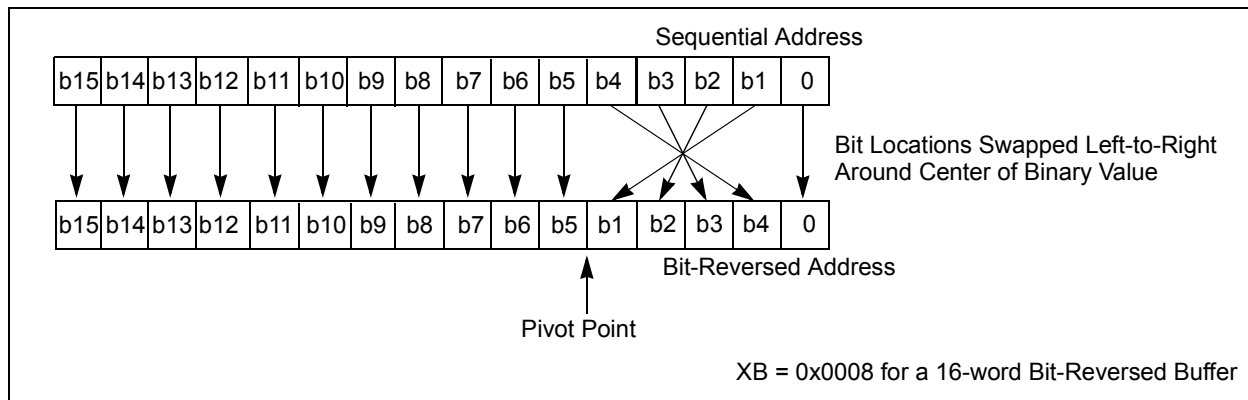 Sequential Address
b15 b14 b13 b12 b11 b10 b9 b8 b7 b6 b5 b4 b3 b2 b1 0
Bit Locations Swapped Left-to-Right
Around Center of Binary Value
b15 b14 b13 b12 b11 b10 b9 b8 b7 b6 b5 b1 b2 b3 b4 0
Bit-Reversed Address
Pivot Point
XB = 0x0008 for a 16-word Bit-Reversed Buffer